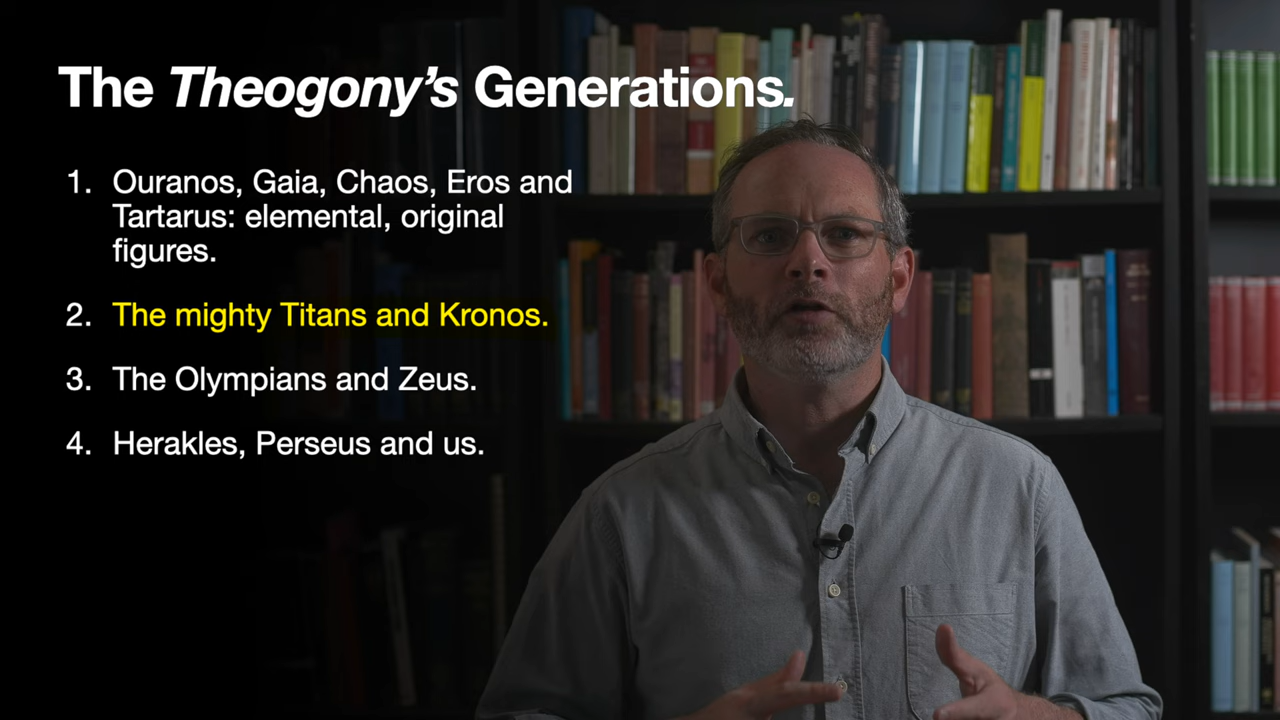 The Theogony’s Generations.
1. Ouranos, Gaia, Chaos, Eros and
Tartarus: elemental, original
figures.
2. The mighty Titans and Kronos.
3. The Olympians and Zeus.
4. Herakles, Perseus and us.